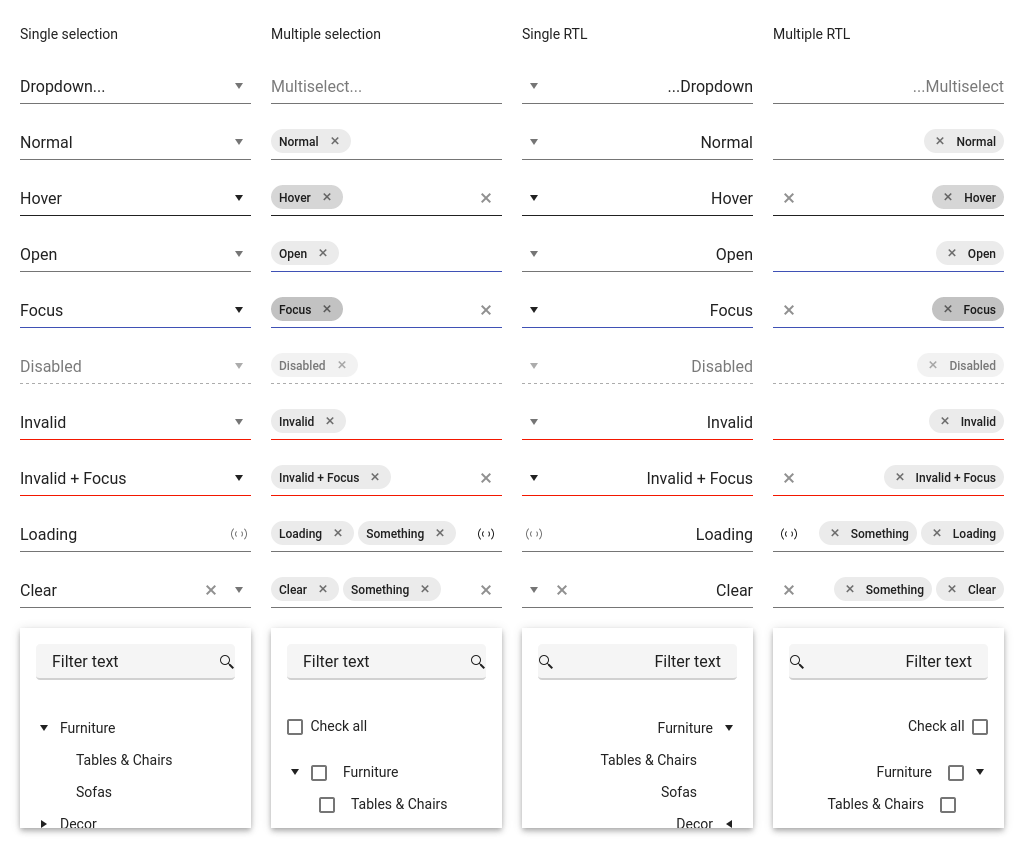 Single selection Multiple selection Single RTL Multiple RTL
Dropdown... Multiselect... ...Dropdown ...Multiselect
Normal Normal Normal Normal
Hover Hover Hover Hover
Open Open Open Open
Focus Focus Focus Focus
Disabled Disabled Disabled Disabled
Invalid Invalid Invalid Invalid
Invalid + Focus Invalid + Focus Invalid + Focus Invalid + Focus
Loading Loading Something Loading Something Loading
Clear Clear Something Clear Something Clear
Filter text Filter text Filter text Filter text
Furniture Check all Furniture Check all
Tables & Chairs Furniture Tables & Chairs Furniture
Sofas Tables & Chairs Sofas Tables & Chairs
Decor Decor